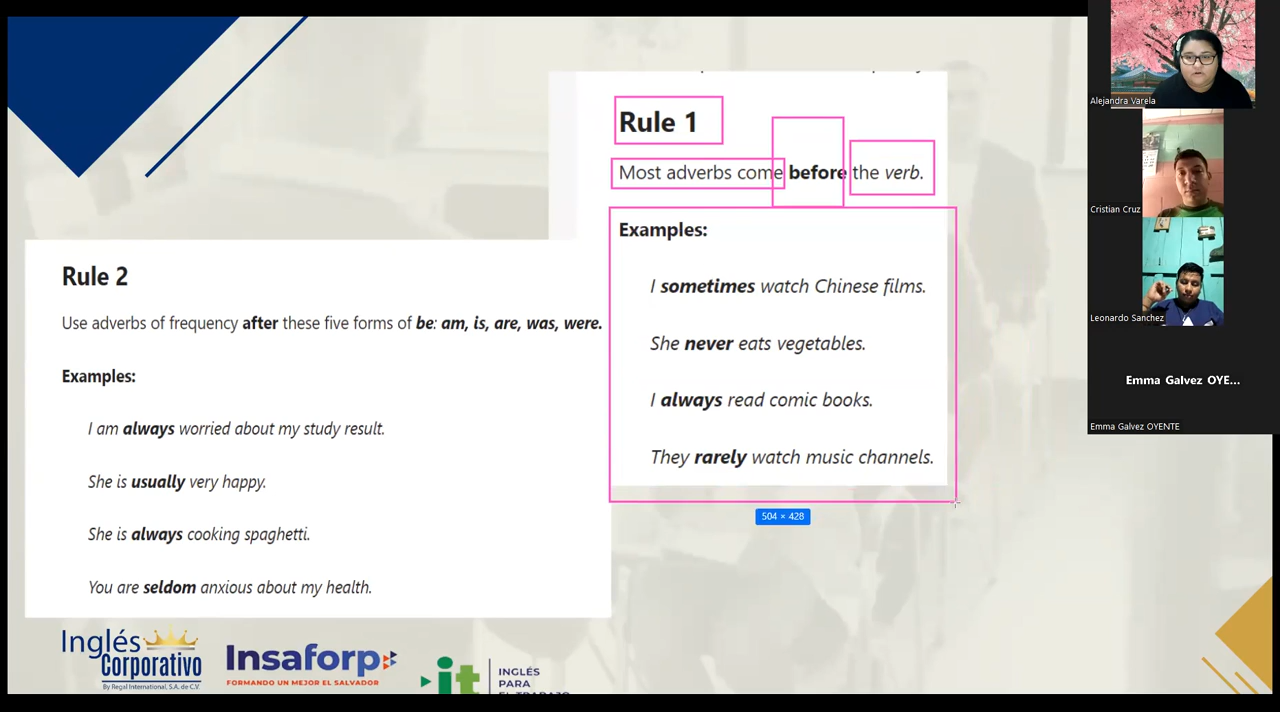 Rule 1
Most adverbs come before the verb.
Examples:
I sometimes watch Chinese films.
She never eats vegetables.
I always read comic books.
They rarely watch music channels.
504 × 428
Rule 2
Use adverbs of frequency after these five forms of be: am, is, are, was, were.
Examples:
I am always worried about my study result.
She is usually very happy.
She is always cooking spaghetti.
You are seldom anxious about my health.
Inglés
Corporativo
By Regal International, S.A. de C.V.
Insaforp
FORMANDO UN MEJOR EL SALVADOR
it
INGLÉS
PARA
EL TRABAJO
Alejandra Varela
Cristian Cruz
Leonardo Sanchez
Emma Galvez OYE...
Emma Galvez OYENTE